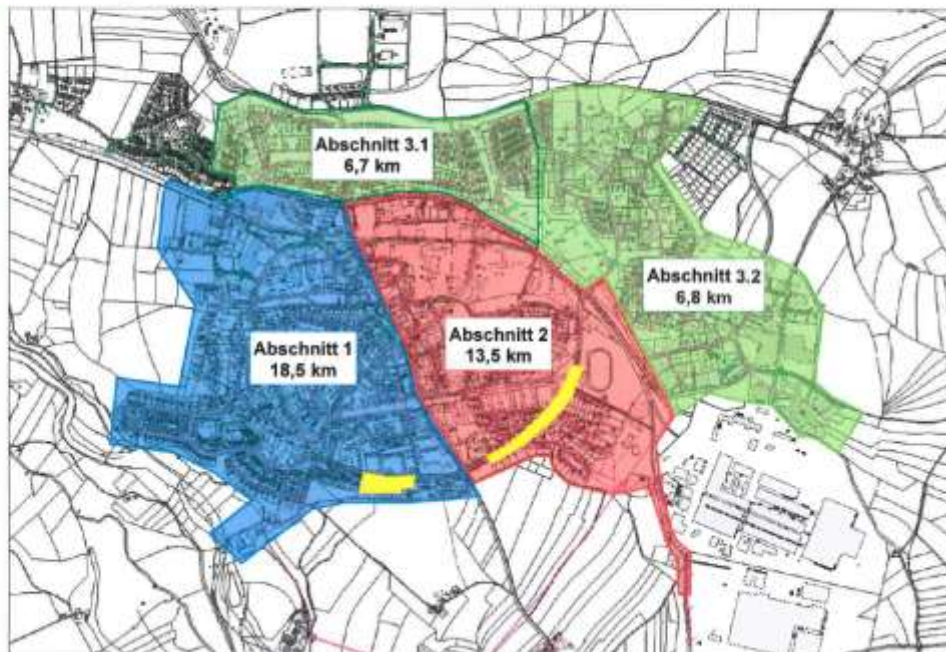 Abschnitt 3.1
6,7 km
Abschnitt 3.2
6,8 km
Abschnitt 1
18,5 km
Abschnitt 2
13,5 km